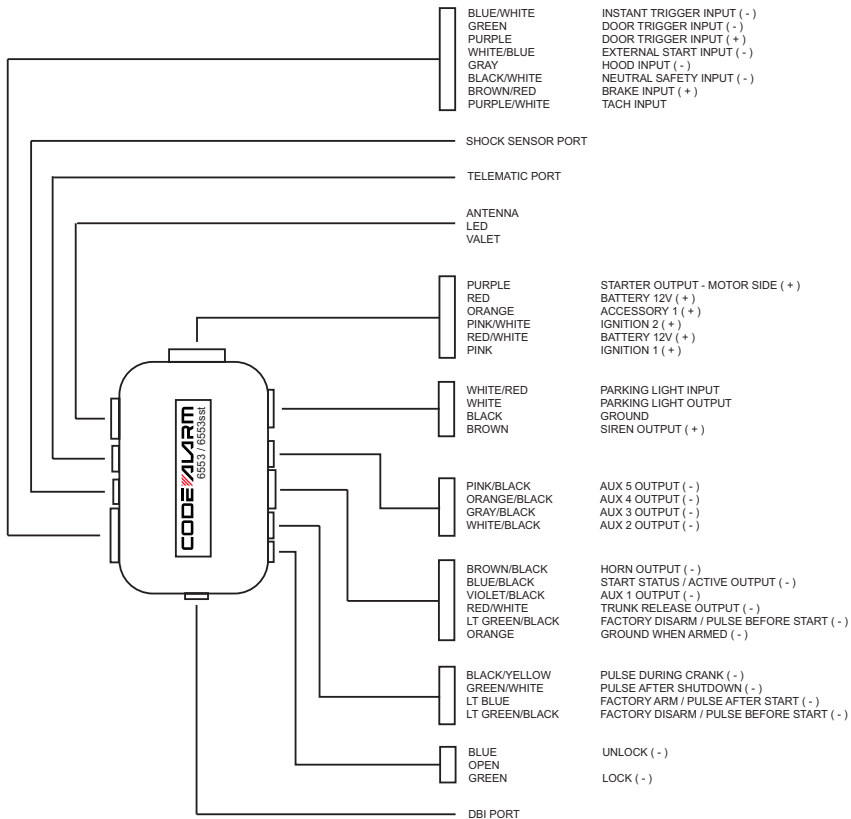 BLUE/WHITE INSTANT TRIGGER INPUT ( - )
GREEN DOOR TRIGGER INPUT ( - )
PURPLE DOOR TRIGGER INPUT ( + )
WHITE/BLUE EXTERNAL START INPUT ( - )
GRAY HOOD INPUT ( - )
BLACK/WHITE NEUTRAL SAFETY INPUT ( - )
BROWN/RED BRAKE INPUT ( + )
PURPLE/WHITE TACH INPUT
SHOCK SENSOR PORT
TELEMATIC PORT
ANTENNA
LED
VALET
PURPLE STARTER OUTPUT - MOTOR SIDE ( + )
RED BATTERY 12V ( + )
ORANGE ACCESSORY 1 ( + )
PINK/WHITE IGNITION 2 ( + )
RED/WHITE BATTERY 12V ( + )
PINK IGNITION 1 ( + )
WHITE/RED PARKING LIGHT INPUT
WHITE PARKING LIGHT OUTPUT
BLACK GROUND
BROWN SIREN OUTPUT ( + )
CODE ALARM
6553 / 6553sst
PINK/BLACK AUX 5 OUTPUT ( - )
ORANGE/BLACK AUX 4 OUTPUT ( - )
GRAY/BLACK AUX 3 OUTPUT ( - )
WHITE/BLACK AUX 2 OUTPUT ( - )
BROWN/BLACK HORN OUTPUT ( - )
BLUE/BLACK START STATUS / ACTIVE OUTPUT ( - )
VIOLET/BLACK AUX 1 OUTPUT ( - )
RED/WHITE TRUNK RELEASE OUTPUT ( - )
LT GREEN/BLACK FACTORY DISARM / PULSE BEFORE START ( - )
ORANGE GROUND WHEN ARMED ( - )
BLACK/YELLOW PULSE DURING CRANK ( - )
GREEN/WHITE PULSE AFTER SHUTDOWN ( - )
LT BLUE FACTORY ARM / PULSE AFTER START ( - )
LT GREEN/BLACK FACTORY DISARM / PULSE BEFORE START ( - )
BLUE UNLOCK ( - )
OPEN
GREEN LOCK ( - )
DBI PORT